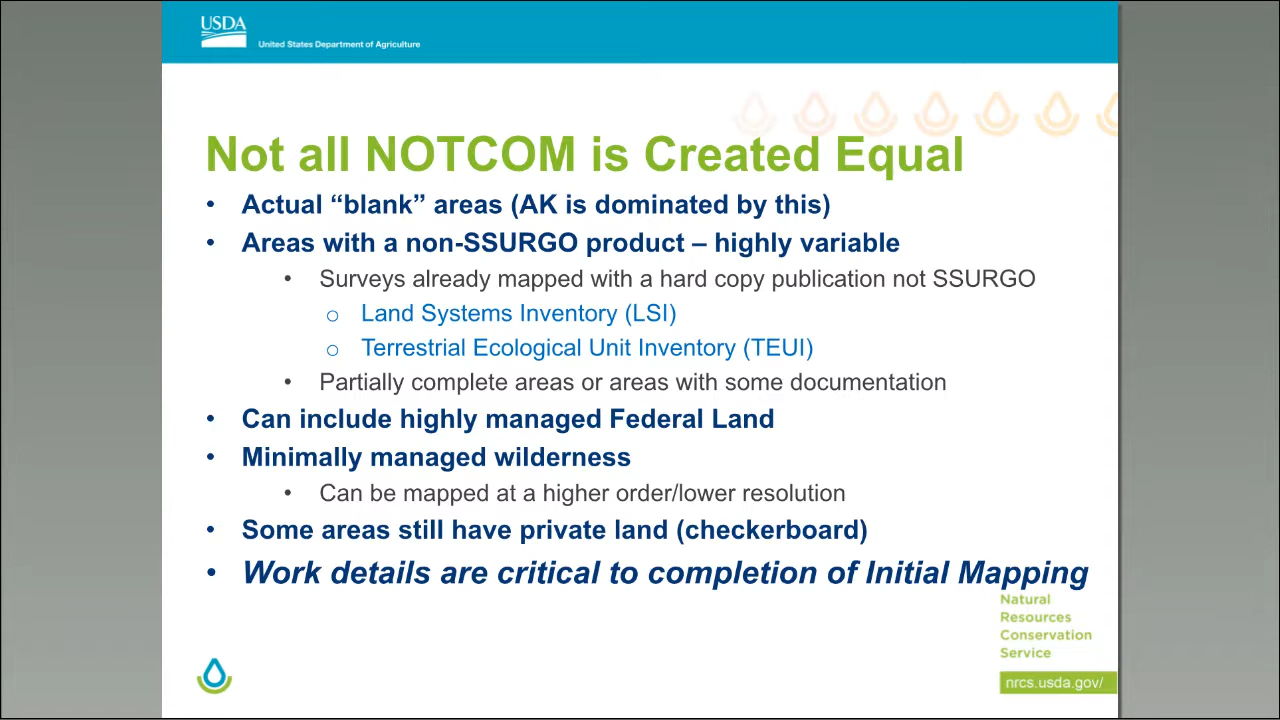 USDA
United States Department of Agriculture
Not all NOTCOM is Created Equal
• Actual “blank” areas (AK is dominated by this)
• Areas with a non-SSURGO product – highly variable
• Surveys already mapped with a hard copy publication not SSURGO
o Land Systems Inventory (LSI)
o Terrestrial Ecological Unit Inventory (TEUI)
• Partially complete areas or areas with some documentation
• Can include highly managed Federal Land
• Minimally managed wilderness
• Can be mapped at a higher order/lower resolution
• Some areas still have private land (checkerboard)
• Work details are critical to completion of Initial Mapping
Natural
Resources
Conservation
Service
nrcs.usda.gov/